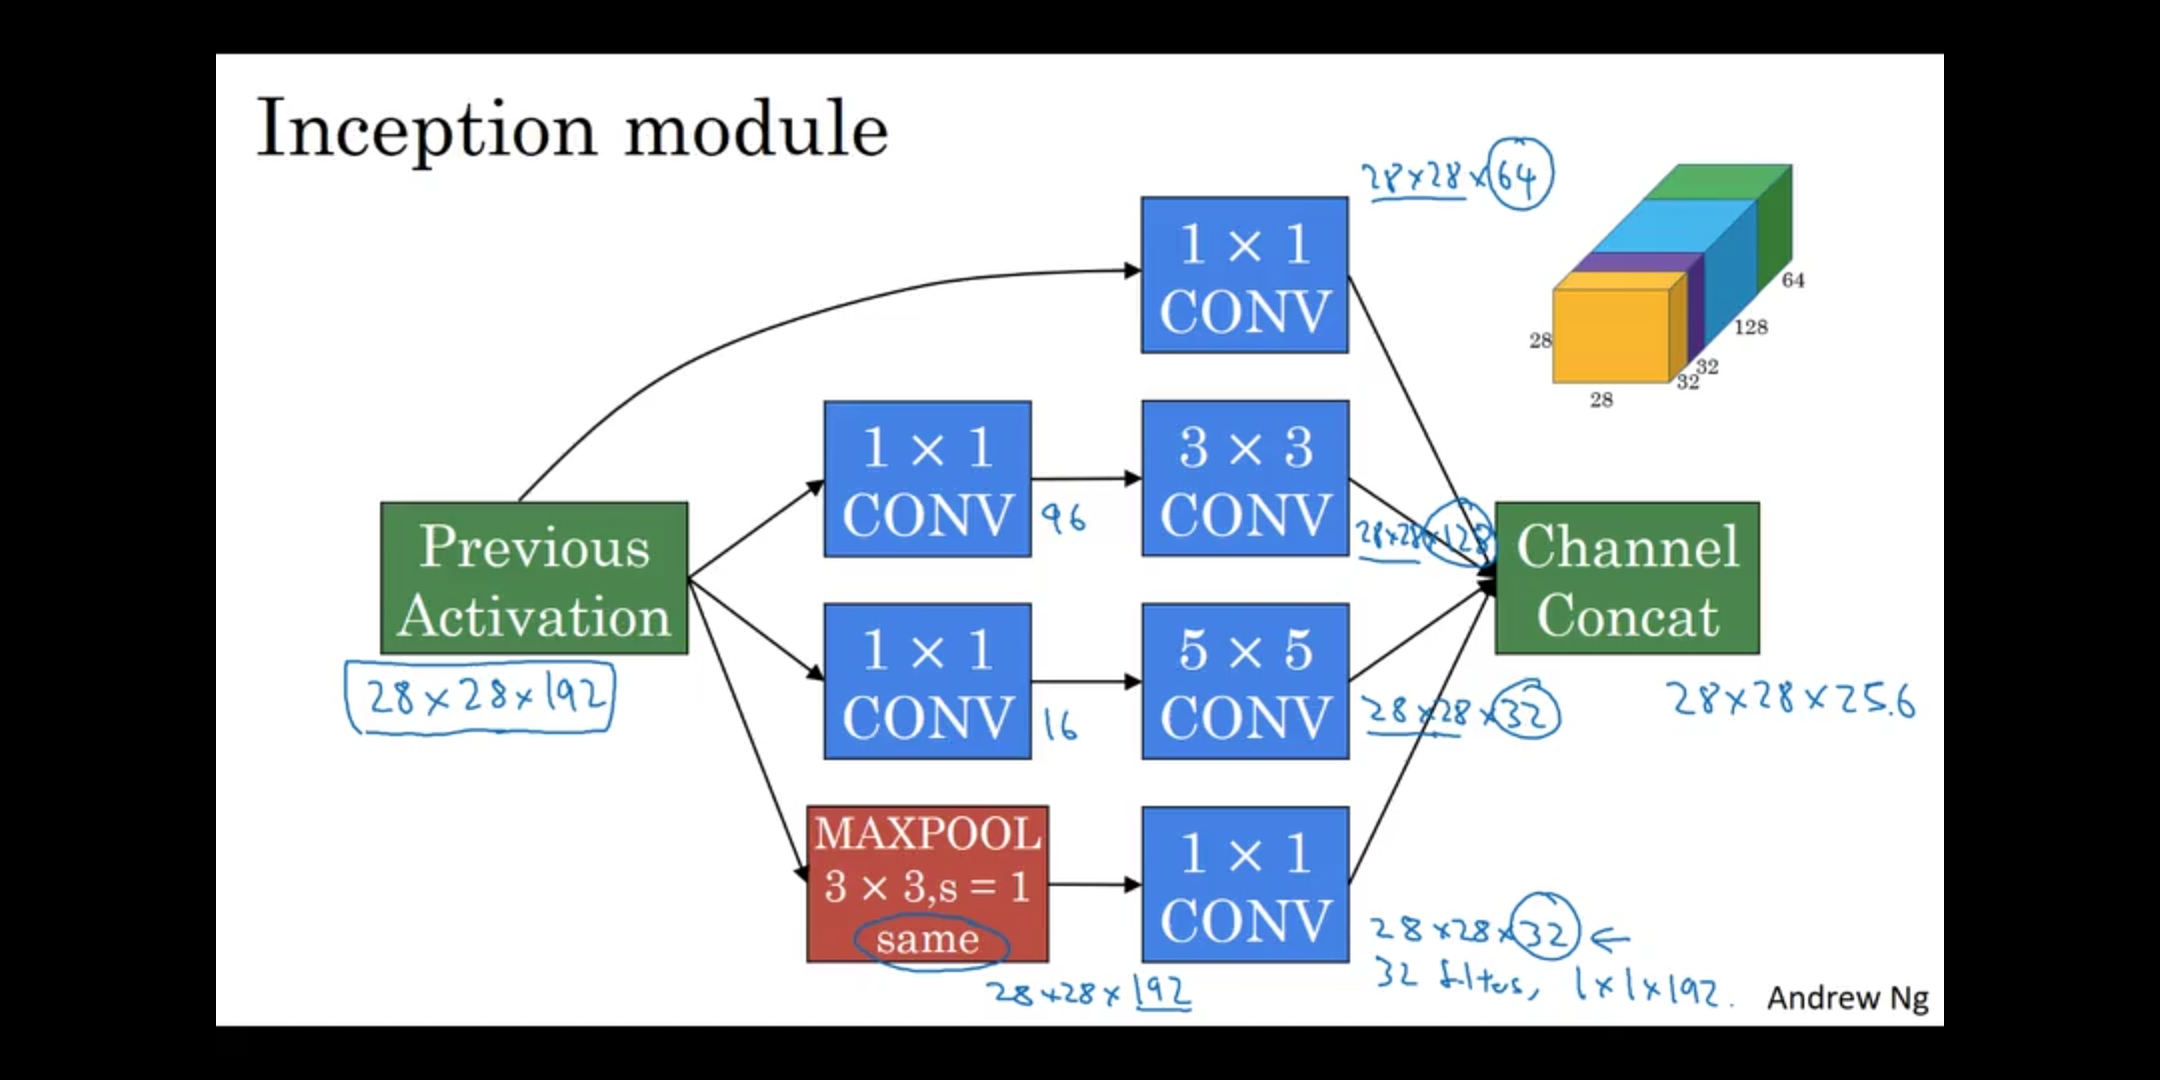 Inception module
28×28×64
1 × 1
CONV
64
128
32
32
28
28
1 × 1
CONV
96
3 × 3
CONV
28×28×128
Previous
Activation
28×28×192
Channel
Concat
28×28×256
1 × 1
CONV
16
5 × 5
CONV
28×28×32
MAXPOOL
3 × 3,s = 1
same
28×28×192
1 × 1
CONV
28×28×32 ←
32 filters, 1×1×192.
Andrew Ng